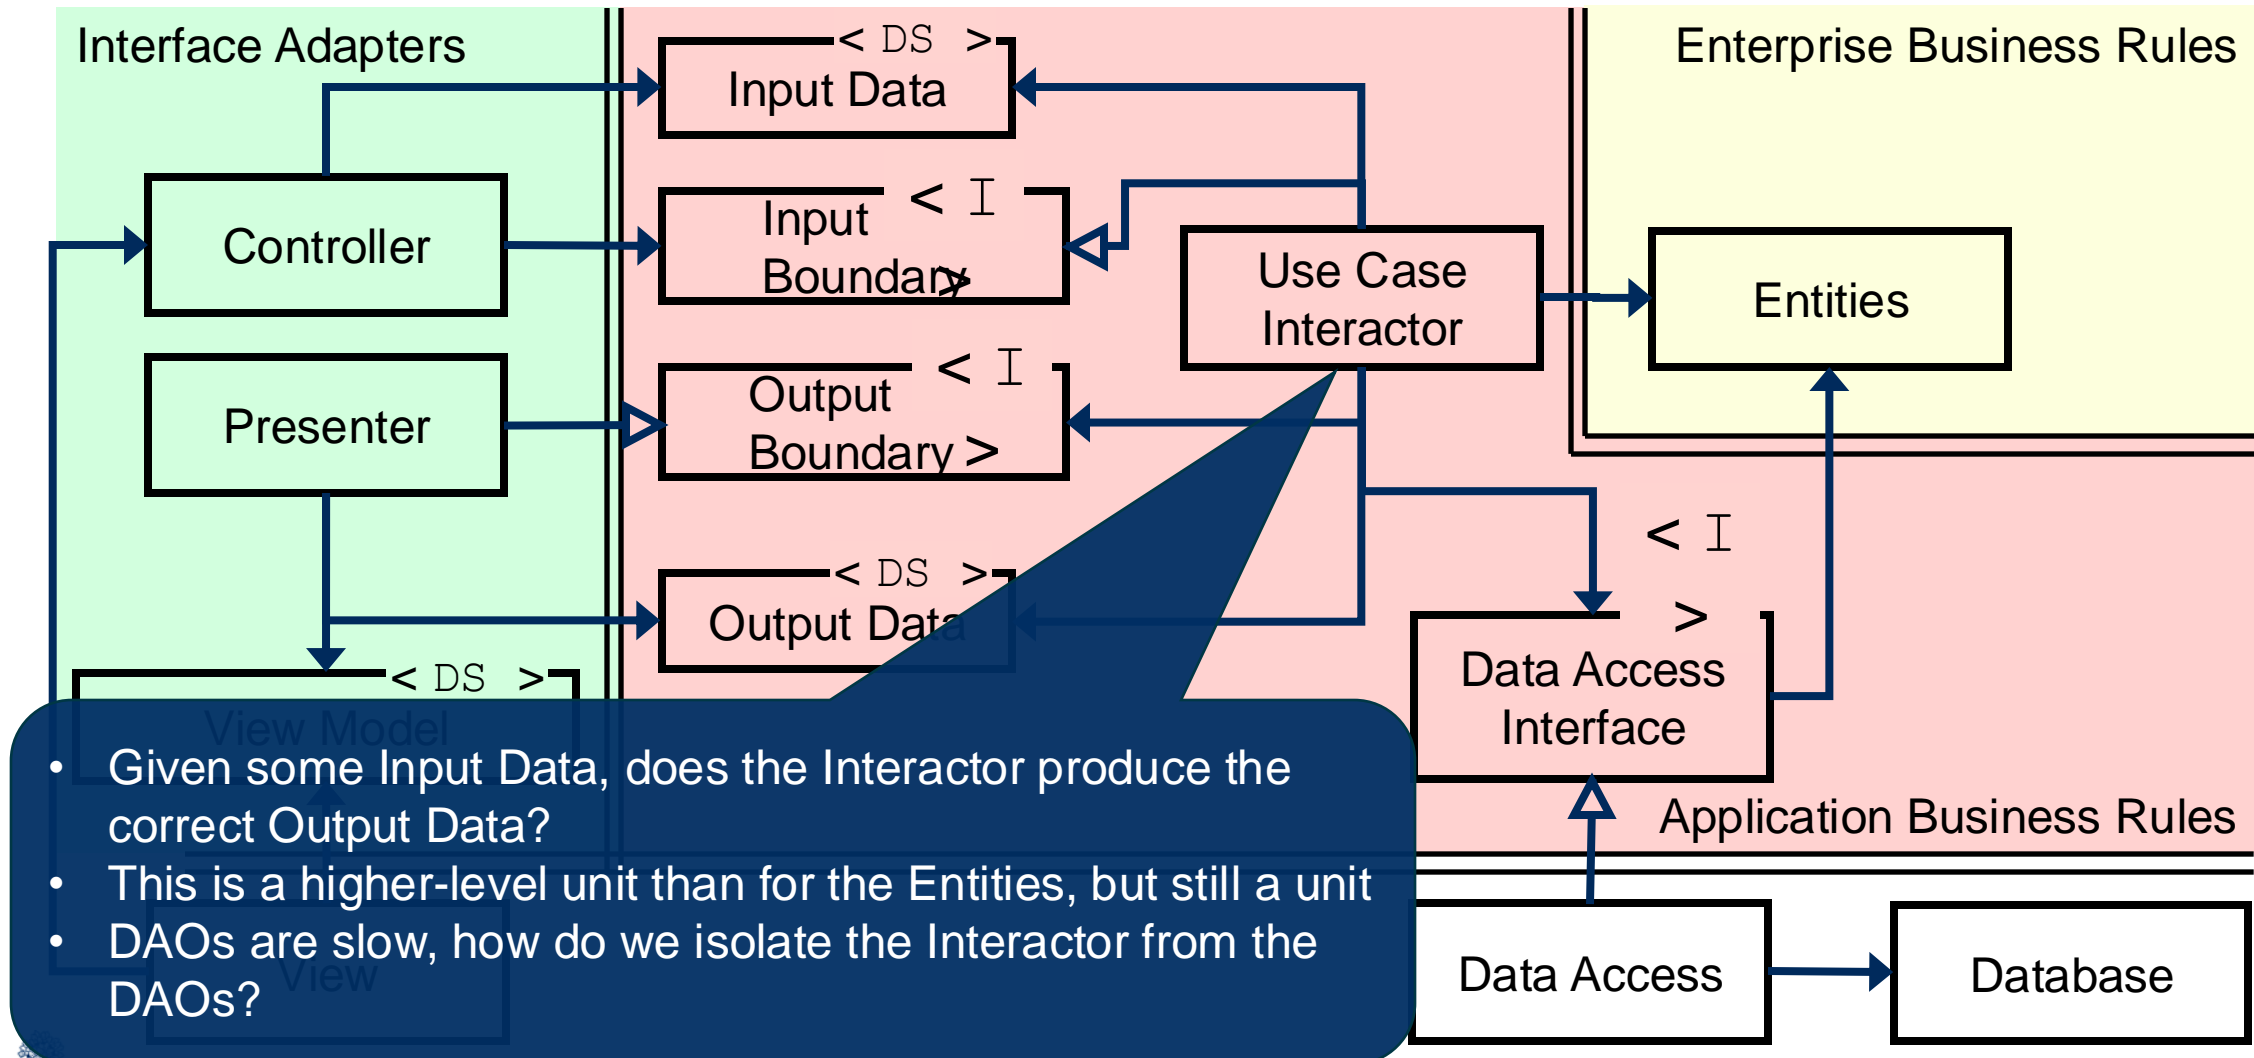 Interface Adapters
Enterprise Business Rules
< DS >
Input Data
< I
Input
Boundary
>
Controller
Use Case
Interactor
Entities
Presenter
< I
Output
Boundary >
< I
>
< DS >
Output Data
Data Access
Interface
< DS >
View Model
Application Business Rules
• Given some Input Data, does the Interactor produce the
correct Output Data?
• This is a higher-level unit than for the Entities, but still a unit
• DAOs are slow, how do we isolate the Interactor from the
DAOs?
View
Data Access
Database